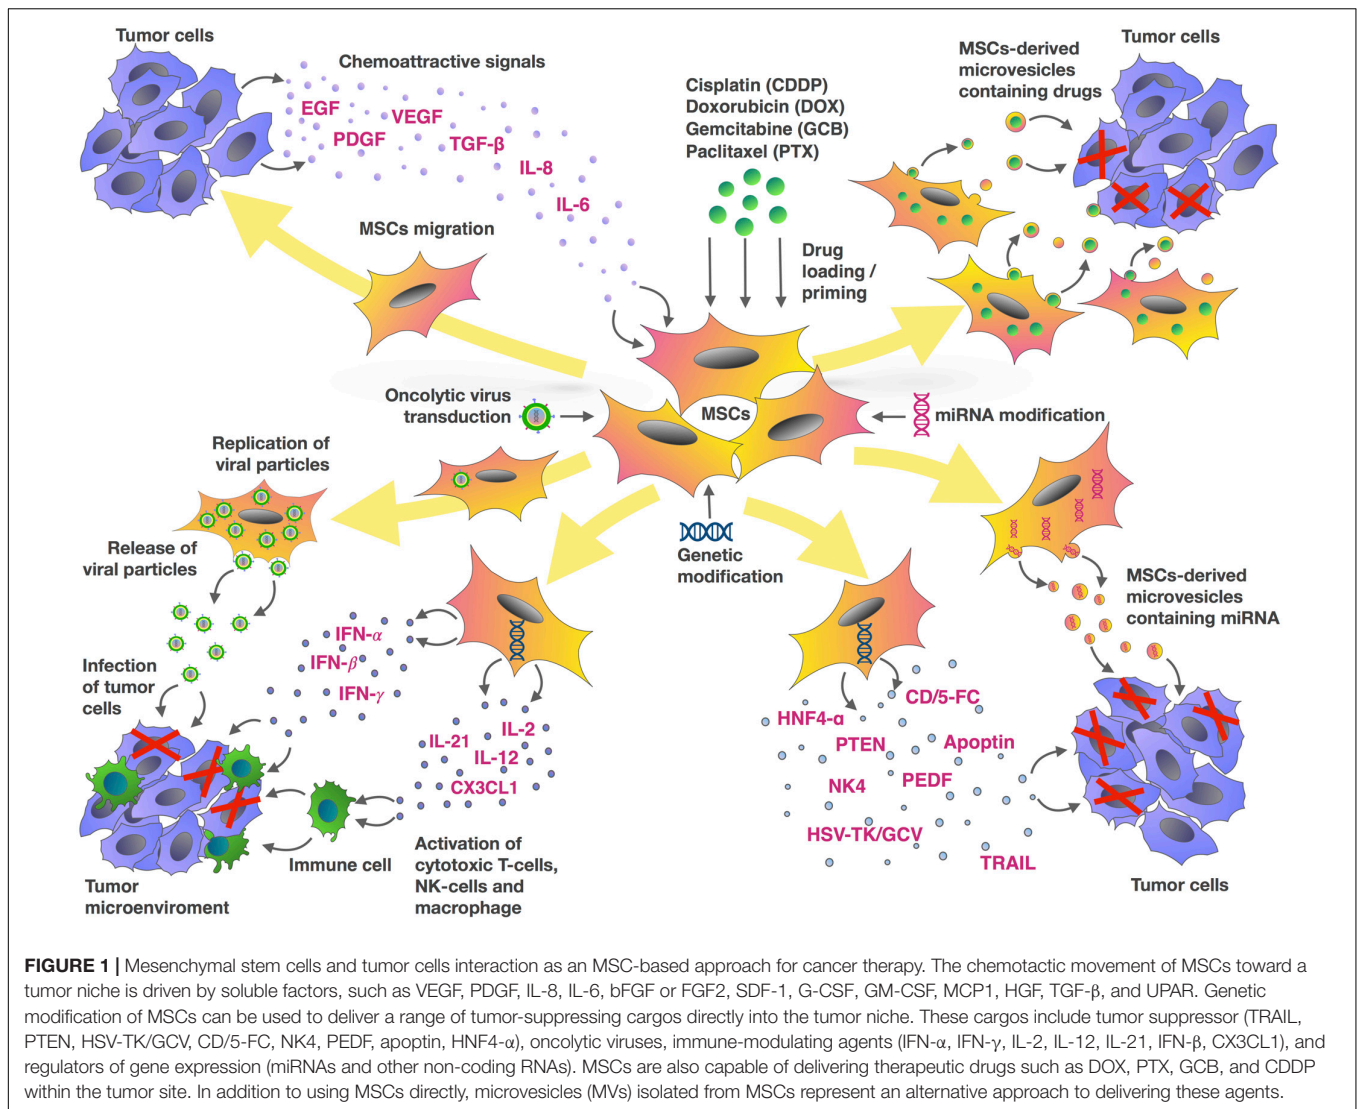 Tumor cells
Chemoattractive signals
EGF
VEGF
PDGF
TGF-β
IL-8
IL-6
MSCs migration
Cisplatin (CDDP)
Doxorubicin (DOX)
Gemcitabine (GCB)
Paclitaxel (PTX)
Drug
loading /
priming
MSCs-derived
microvesicles
containing drugs
Tumor cells
Oncolytic virus
transduction
MSCs
miRNA modification
Replication of
viral particles
Release of
viral particles
Infection
of tumor
cells
Genetic
modification
IFN-α
IFN-β
IFN-γ
IL-2
IL-21
IL-12
CX3CL1
Immune cell
Activation of
cytotoxic T-cells,
NK-cells and
macrophage
Tumor
microenviroment
CD/5-FC
HNF4-α
PTEN
Apoptin
PEDF
NK4
HSV-TK/GCV
TRAIL
MSCs-derived
microvesicles
containing miRNA
Tumor cells
FIGURE 1 | Mesenchymal stem cells and tumor cells interaction as an MSC-based approach for cancer therapy. The chemotactic movement of MSCs toward a
tumor niche is driven by soluble factors, such as VEGF, PDGF, IL-8, IL-6, bFGF or FGF2, SDF-1, G-CSF, GM-CSF, MCP1, HGF, TGF-β, and UPAR. Genetic
modification of MSCs can be used to deliver a range of tumor-suppressing cargos directly into the tumor niche. These cargos include tumor suppressor (TRAIL,
PTEN, HSV-TK/GCV, CD/5-FC, NK4, PEDF, apoptin, HNF4-α), oncolytic viruses, immune-modulating agents (IFN-α, IFN-γ, IL-2, IL-12, IL-21, IFN-β, CX3CL1), and
regulators of gene expression (miRNAs and other non-coding RNAs). MSCs are also capable of delivering therapeutic drugs such as DOX, PTX, GCB, and CDDP
within the tumor site. In addition to using MSCs directly, microvesicles (MVs) isolated from MSCs represent an alternative approach to delivering these agents.